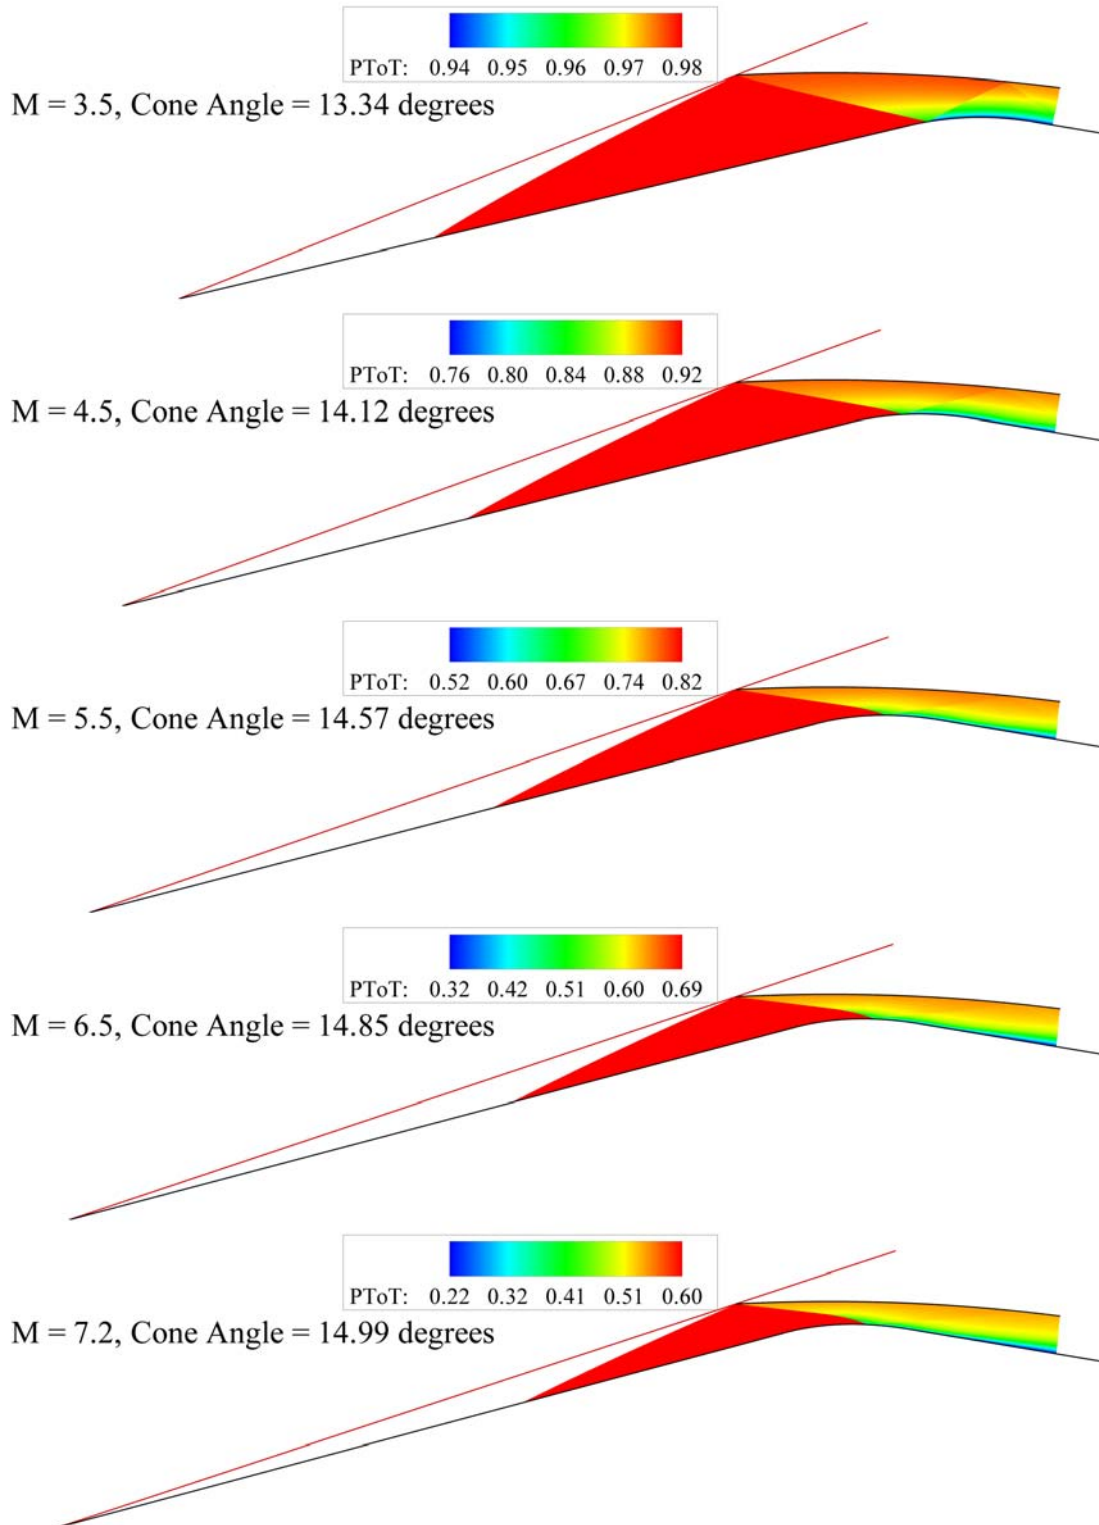 PToT: 0.94 0.95 0.96 0.97 0.98
M = 3.5, Cone Angle = 13.34 degrees
PToT: 0.76 0.80 0.84 0.88 0.92
M = 4.5, Cone Angle = 14.12 degrees
PToT: 0.52 0.60 0.67 0.74 0.82
M = 5.5, Cone Angle = 14.57 degrees
PToT: 0.32 0.42 0.51 0.60 0.69
M = 6.5, Cone Angle = 14.85 degrees
PToT: 0.22 0.32 0.41 0.51 0.60
M = 7.2, Cone Angle = 14.99 degrees